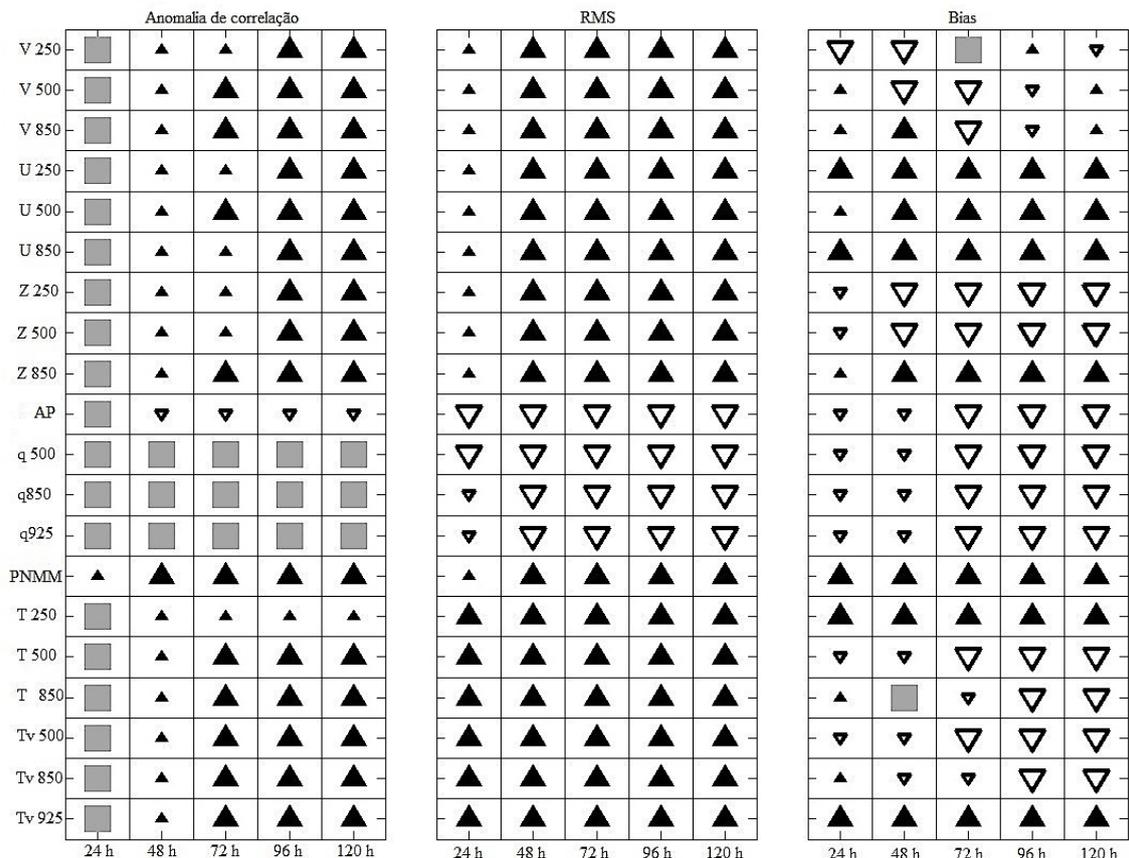 Anomalia de correlação RMS Bias
V 250
V 500
V 850
U 250
U 500
U 850
Z 250
Z 500
Z 850
AP
q 500
q850
q925
PNMM
T 250
T 500
T 850
Tv 500
Tv 850
Tv 925
24 h 48 h 72 h 96 h 120 h 24 h 48 h 72 h 96 h 120 h 24 h 48 h 72 h 96 h 120 h